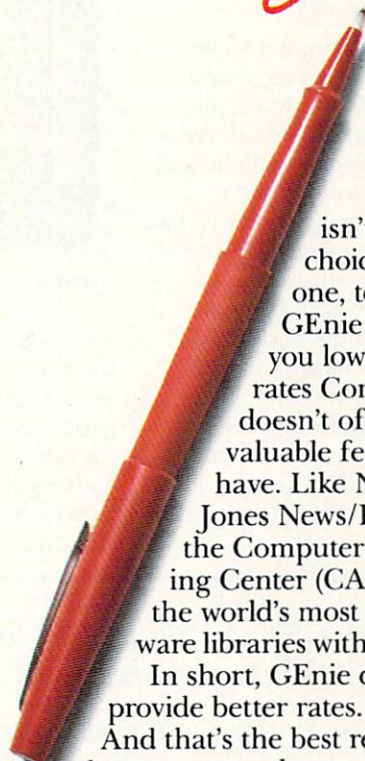 isn'
choic
one, t
GEnie
you low
rates Con
doesn't of
valuable fe
have. Like N
Jones News/
the Computer
ing Center (CA
the world's most
ware libraries with
In short, GEnie
provide better rates.
And that's the best re